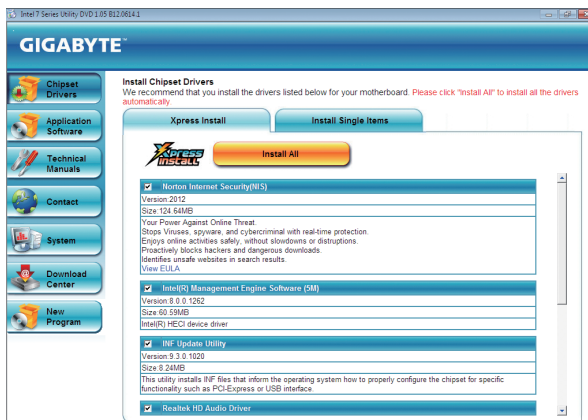 Intel 7 Series Utility DVD 1.05 B12.0614.1
GIGABYTE™
Chipset
Drivers
Application
Software
Technical
Manuals
Contact
System
Download
Center
New
Program
Install Chipset Drivers
We recommend that you install the drivers listed below for your motherboard. Please click "Install All" to install all the drivers
automatically.
Xpress Install
Install Single Items
Xpress
INSTALL
Install All
Norton Internet Security(NIS)
Version:2012
Size:124.64MB
Your Power Against Online Threat.
Stops Viruses, spyware, and cybercriminal with real-time protection.
Enjoys online activities safely, without slowdowns or distruptions.
Proactively blocks hackers and dangerous downloads.
Identifies unsafe websites in search results.
View EULA
Intel(R) Management Engine Software (5M)
Version:8.0.0.1262
Size:60.59MB
Intel(R) HECI device driver
INF Update Utility
Version:9.3.0.1020
Size:8.24MB
This utility installs INF files that inform the operating system how to properly configure the chipset for specific
functionality such as PCI-Express or USB interface.
Realtek HD Audio Driver